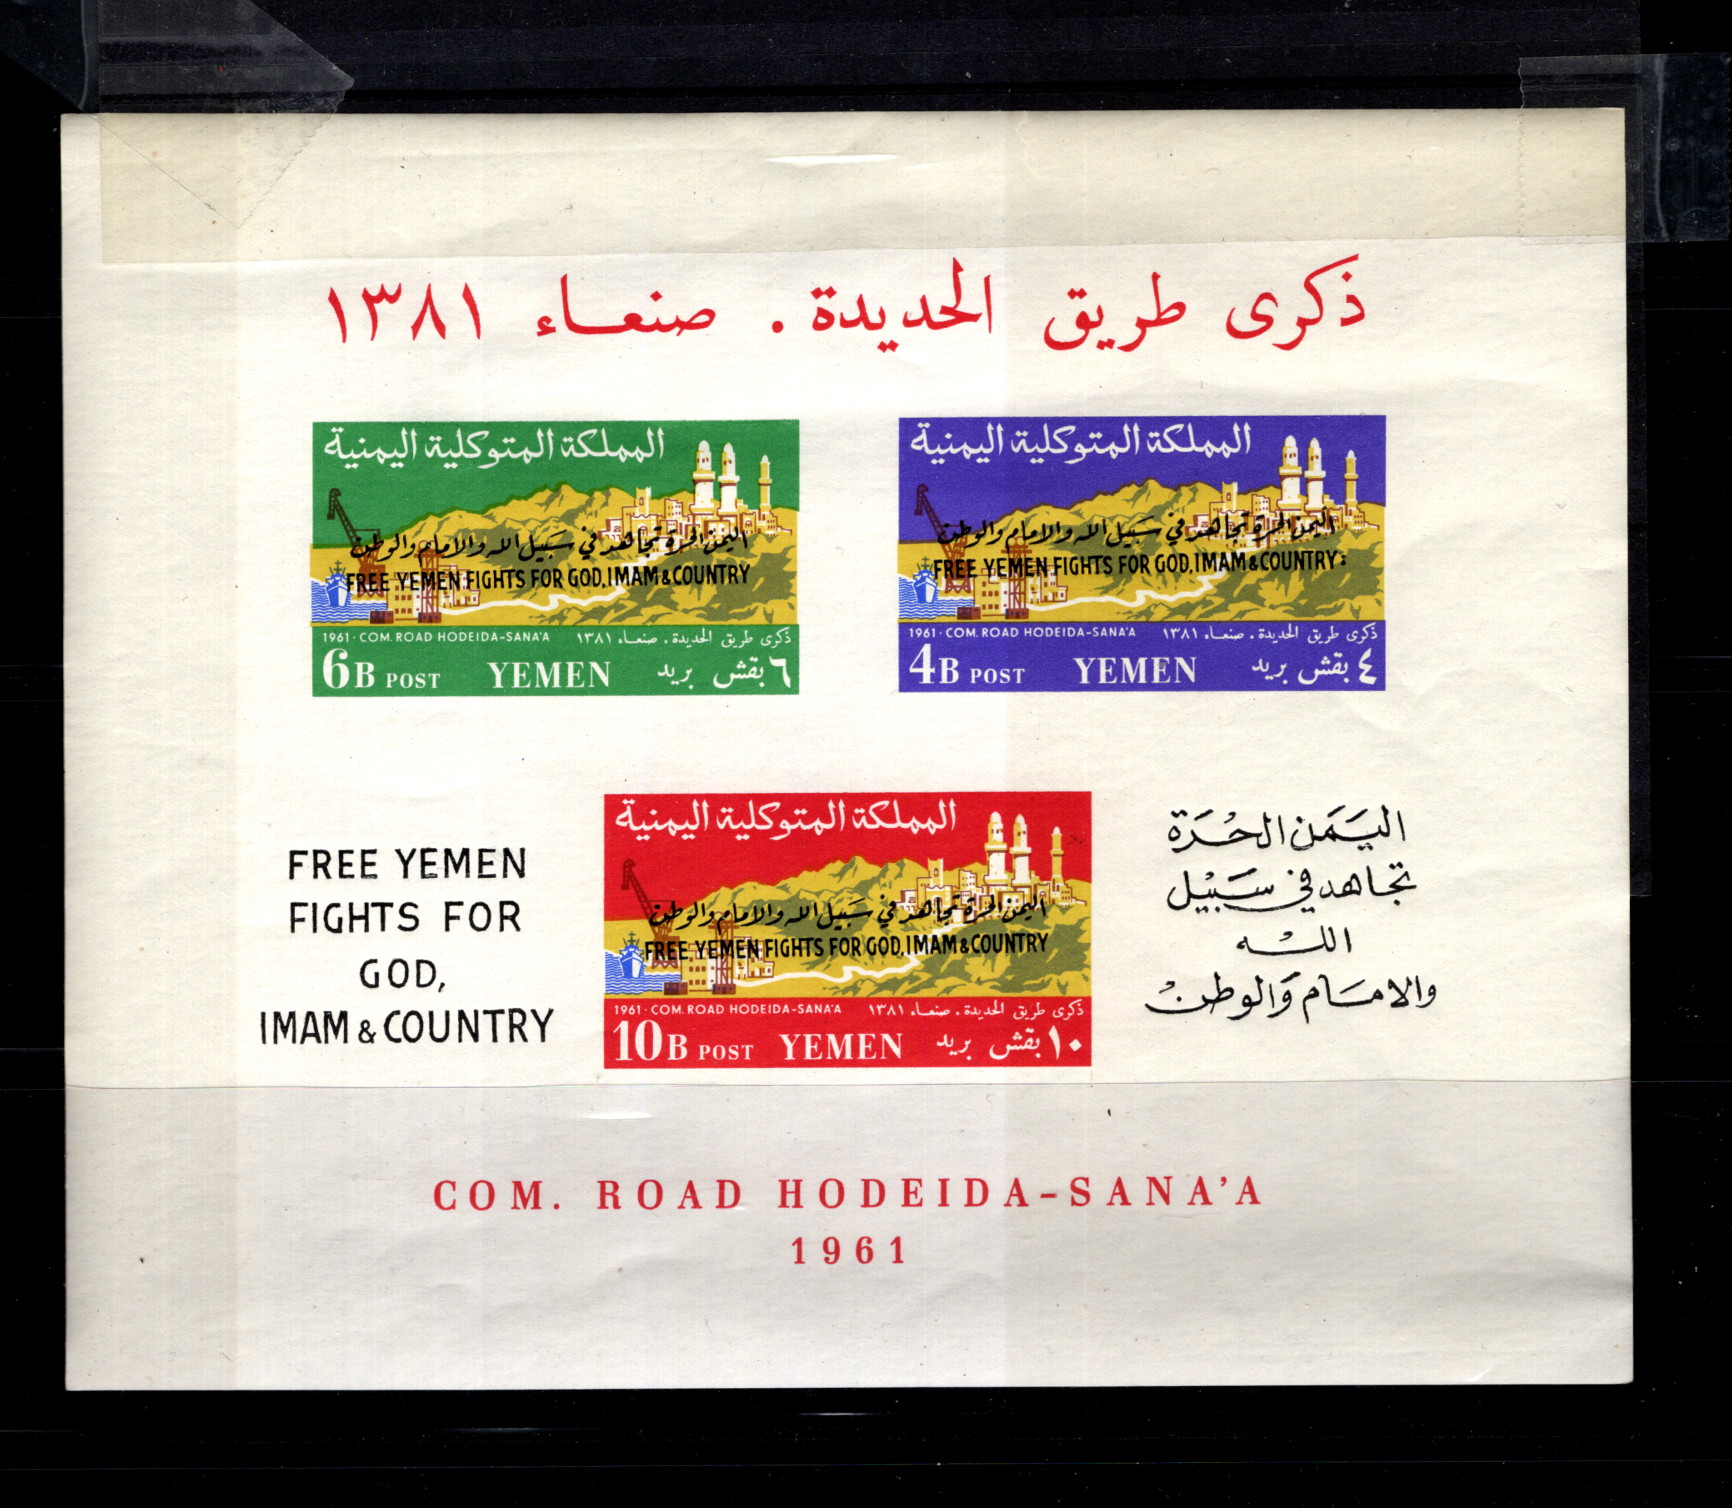 ذكرى طريق الحديدة . صنعاء ١٣٨١
المملكة المتوكلية اليمنية
اليمن الحرة تجاهد في سبيل الله والامام والوطن
FREE YEMEN FIGHTS FOR GOD, IMAM & COUNTRY
1961 · COM. ROAD HODEIDA-SANA'A ذكرى طريق الحديدة . صنعاء ١٣٨١
6B POST YEMEN ٦ بقش بريد
المملكة المتوكلية اليمنية
اليمن الحرة تجاهد في سبيل الله والامام والوطن
FREE YEMEN FIGHTS FOR GOD, IMAM & COUNTRY:
1961 · COM. ROAD HODEIDA-SANA'A ذكرى طريق الحديدة . صنعاء ١٣٨١
4B POST YEMEN ٤ بقش بريد
FREE YEMEN
FIGHTS FOR
GOD,
IMAM & COUNTRY
المملكة المتوكلية اليمنية
اليمن الحرة تجاهد في سبيل الله والامام والوطن
FREE YEMEN FIGHTS FOR GOD, IMAM & COUNTRY
1961 · COM. ROAD HODEIDA-SANA'A ذكرى طريق الحديدة . صنعاء ١٣٨١
10B POST YEMEN ١٠ بقش بريد
اليَمَن الحُرَة
تجاهد في سَبيْل
الله
والامَام وَالوطنْ
COM. ROAD HODEIDA-SANA'A
1961